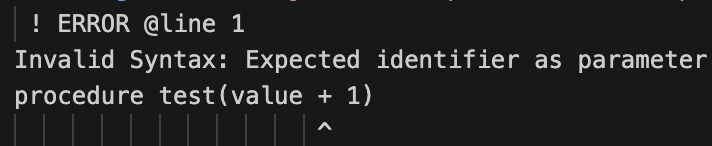 ! ERROR @line 1
Invalid Syntax: Expected identifier as parameter
procedure test(value + 1)
^